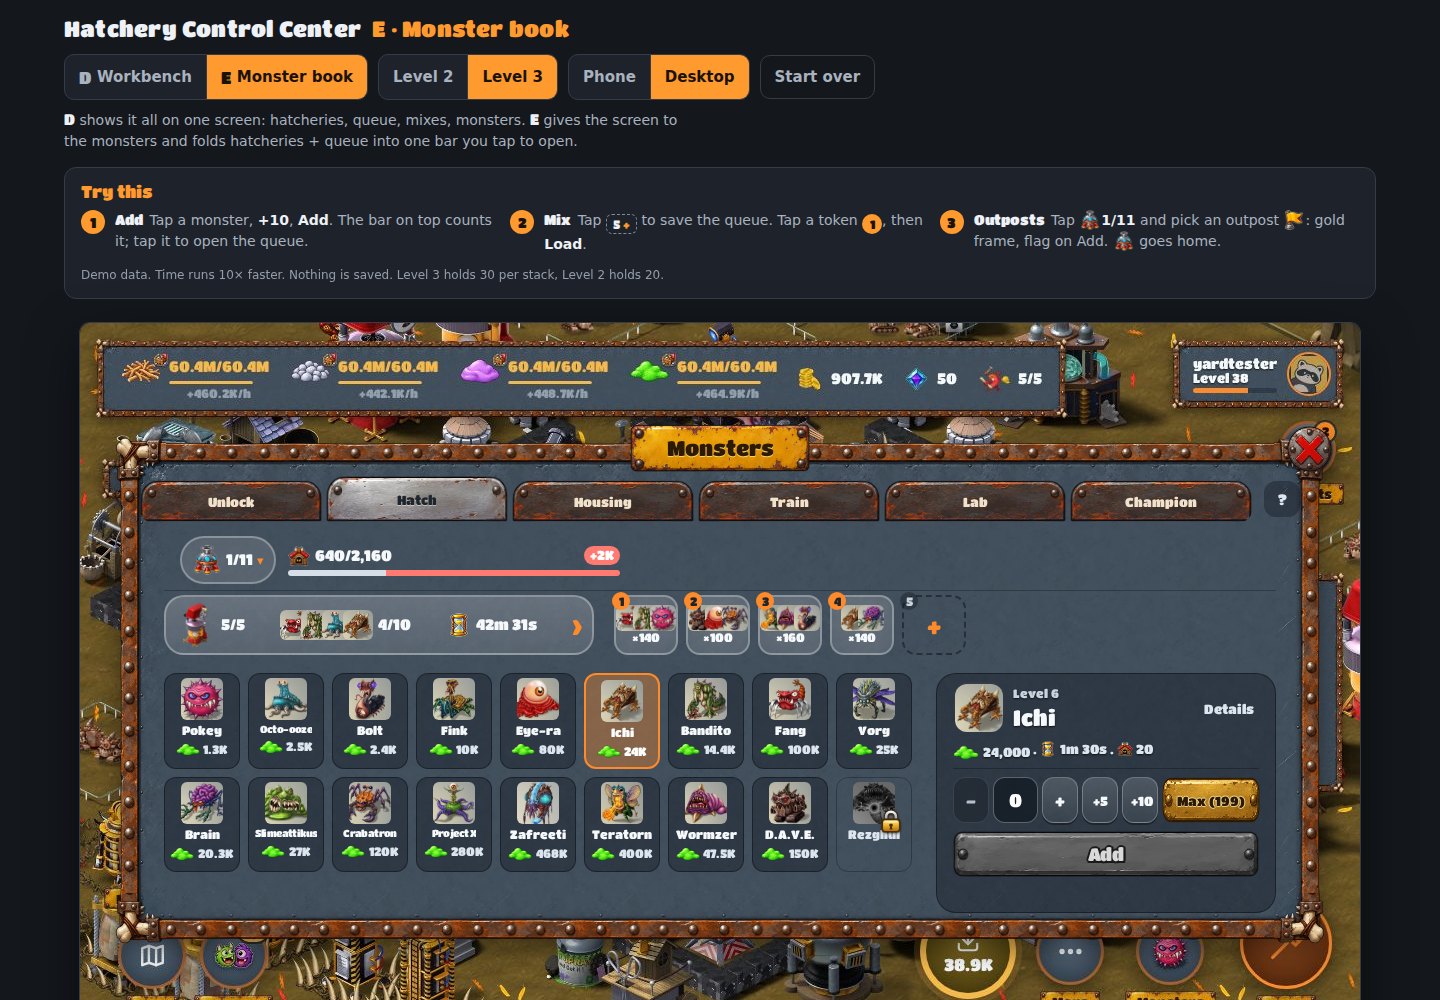 Hatchery Control Center E · Monster book
D Workbench E Monster book Level 2 Level 3 Phone Desktop Start over
D shows it all on one screen: hatcheries, queue, mixes, monsters. E gives the screen to
the monsters and folds hatcheries + queue into one bar you tap to open.
Try this
1 Add Tap a monster, +10, Add. The bar on top counts
it; tap it to open the queue.
2 Mix Tap 5 + to save the queue. Tap a token 1, then
Load.
3 Outposts Tap 1/11 and pick an outpost : gold
frame, flag on Add. goes home.
Demo data. Time runs 10× faster. Nothing is saved. Level 3 holds 30 per stack, Level 2 holds 20.
60.4M/60.4M 60.4M/60.4M 60.4M/60.4M 60.4M/60.4M 907.7K 50 5/5
+460.2K/h +442.1K/h +448.7K/h +464.9K/h
yardtester
Level 38
Monsters
Unlock Hatch Housing Train Lab Champion ?
1/11 640/2,160 +2K
5/5 4/10 42m 31s
1 ×140 2 ×100 3 ×160 4 ×140 5 +
Pokey Octo-ooze Bolt Fink Eye-ra Ichi Bandito Fang Vorg
1.3K 2.5K 2.4K 10K 80K 24K 14.4K 100K 25K
Brain Slimeattikus Crabatron Project X Zafreeti Teratorn Wormzer D.A.V.E.
20.3K 27K 120K 280K 468K 400K 47.5K 150K
Level 6
Ichi
Details
24,000 · 1m 30s · 20
- 0 + +5 +10 Max (199)
Add
38.9K